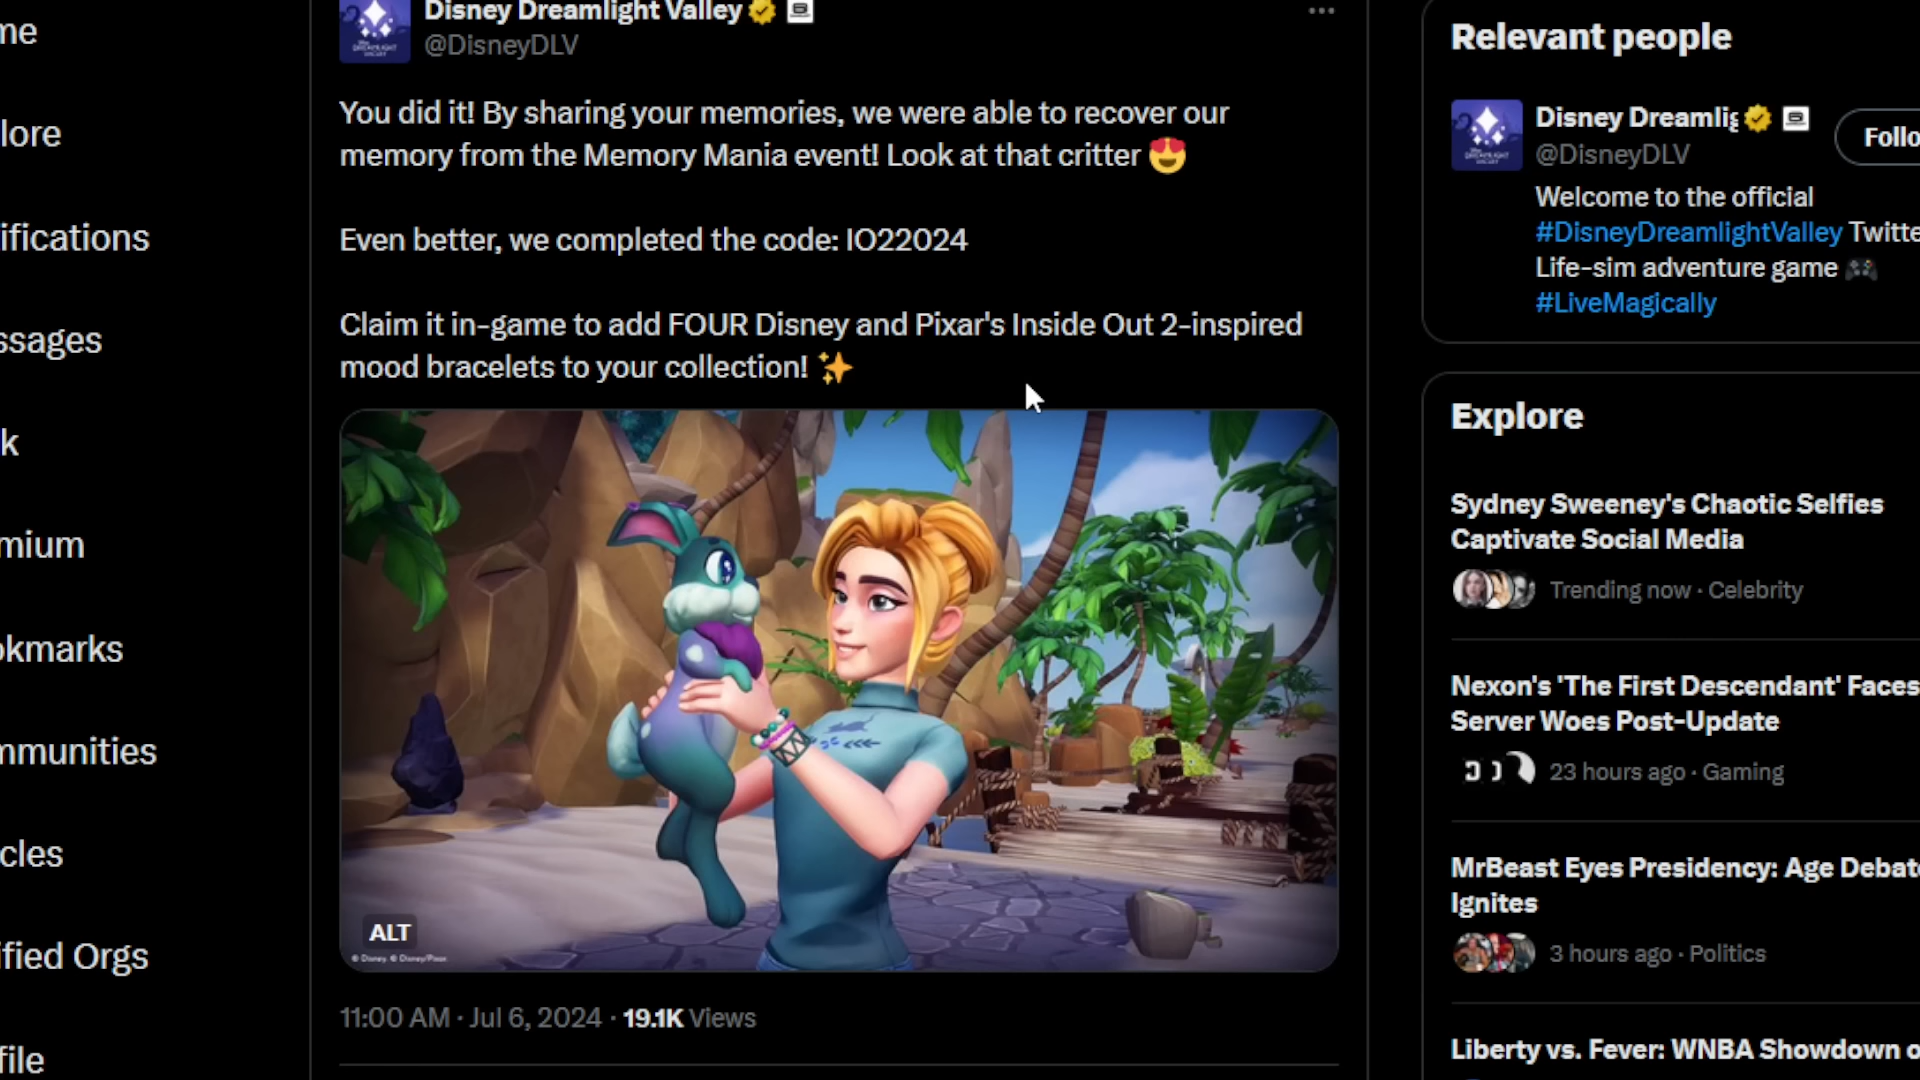 me
lore
ifications
ssages
k
mium
okmarks
mmunities
cles
ified Orgs
file
Disney Dreamlight Valley
@DisneyDLV
You did it! By sharing your memories, we were able to recover our
memory from the Memory Mania event! Look at that critter 😍
Even better, we completed the code: IO22024
Claim it in-game to add FOUR Disney and Pixar's Inside Out 2-inspired
mood bracelets to your collection! ✨
ALT
© Disney. © Disney/Pixar
11:00 AM · Jul 6, 2024 · 19.1K Views
Relevant people
Disney Dreamlig
@DisneyDLV
Follo
Welcome to the official
#DisneyDreamlightValley Twitte
Life-sim adventure game 🎮
#LiveMagically
Explore
Sydney Sweeney's Chaotic Selfies
Captivate Social Media
Trending now · Celebrity
Nexon's 'The First Descendant' Faces
Server Woes Post-Update
23 hours ago · Gaming
MrBeast Eyes Presidency: Age Debate
Ignites
3 hours ago · Politics
Liberty vs. Fever: WNBA Showdown o